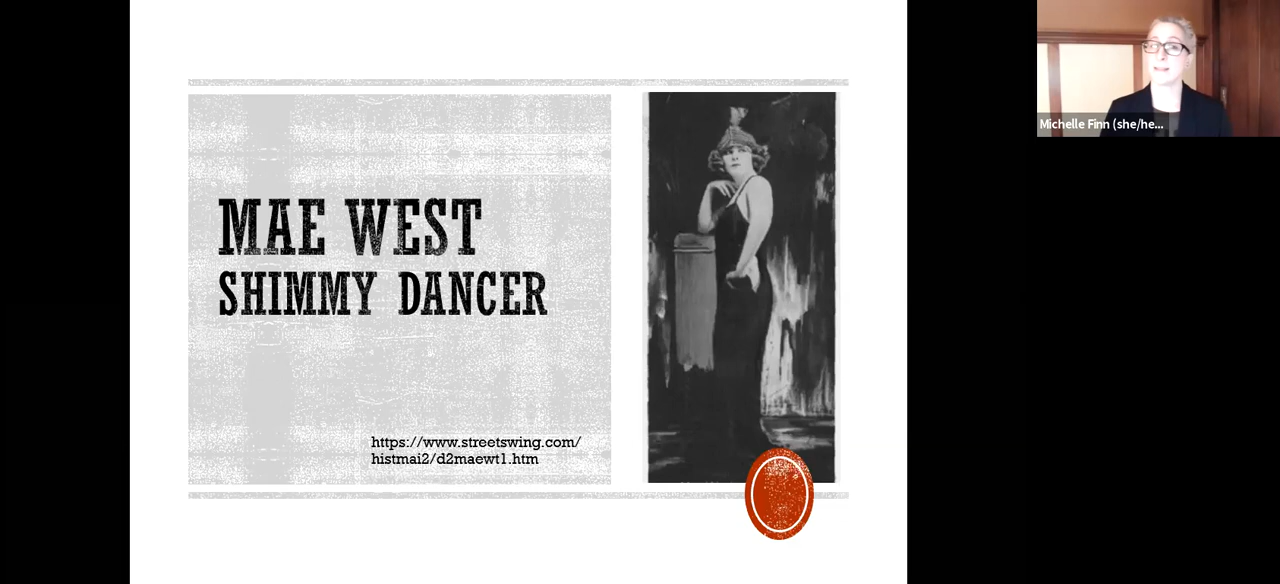 MAE WEST
SHIMMY DANCER
https://www.streetswing.com/
histmai2/d2maewt1.htm
Michelle Finn (she/he...